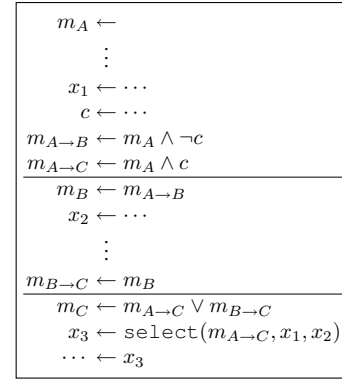 m_A ←
⋮
x_1 ← ⋯
c ← ⋯
m_{A→B} ← m_A ∧ ¬c
m_{A→C} ← m_A ∧ c
m_B ← m_{A→B}
x_2 ← ⋯
⋮
m_{B→C} ← m_B
m_C ← m_{A→C} ∨ m_{B→C}
x_3 ← select(m_{A→C}, x_1, x_2)
⋯ ← x_3